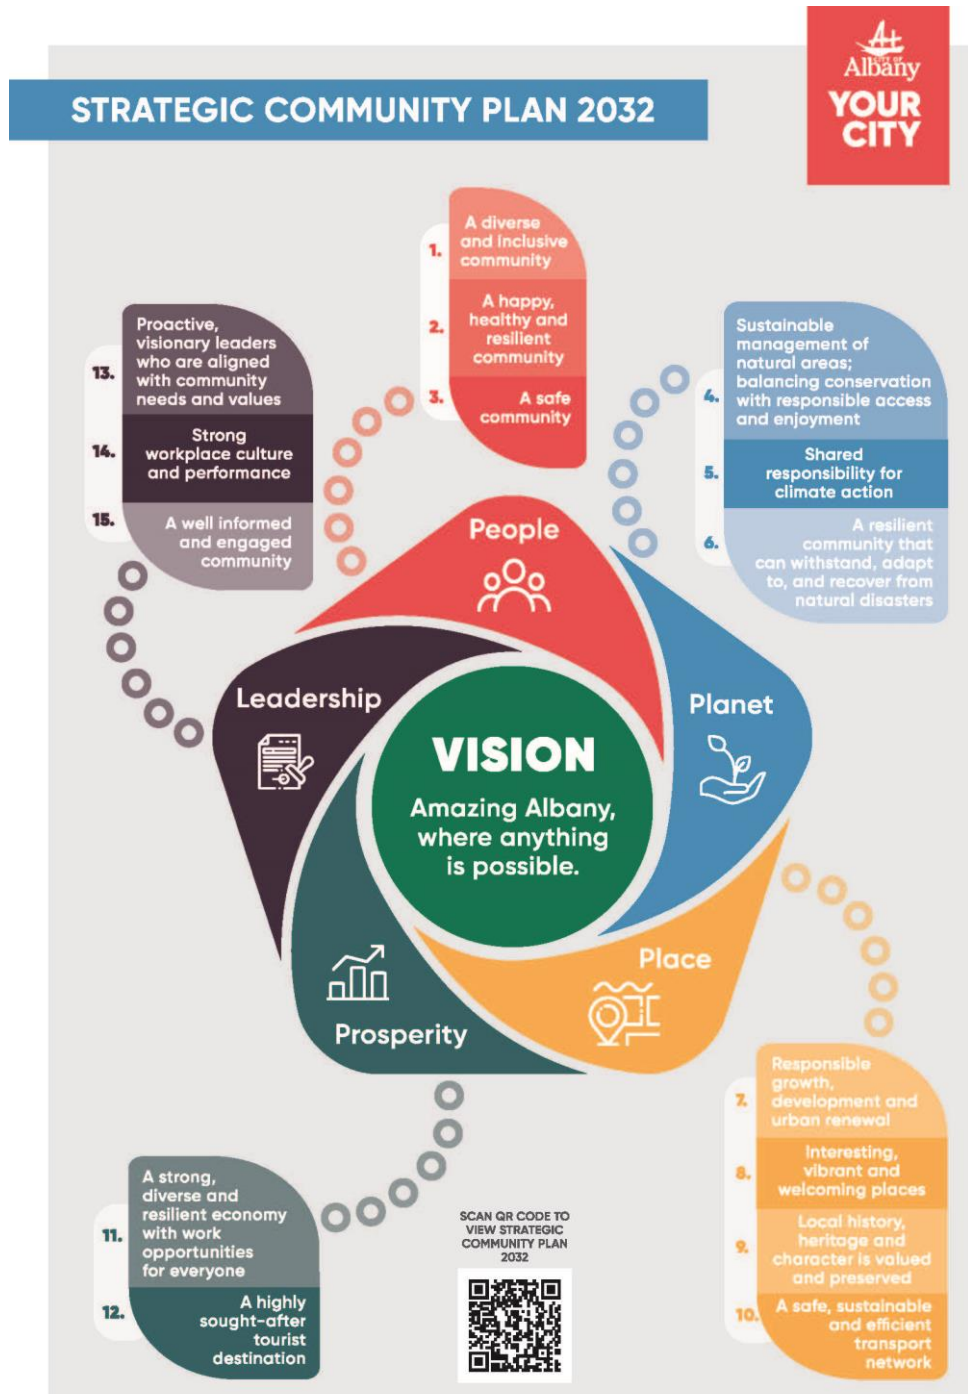 CITY OF
Albany
YOUR
CITY
STRATEGIC COMMUNITY PLAN 2032
1.
A diverse
and inclusive
community
2.
A happy,
healthy and
resilient
community
3.
A safe
community
13.
Proactive,
visionary leaders
who are aligned
with community
needs and values
14.
Strong
workplace culture
and performance
15.
A well informed
and engaged
community
4.
Sustainable
management of
natural areas;
balancing conservation
with responsible access
and enjoyment
5.
Shared
responsibility for
climate action
6.
A resilient
community that
can withstand, adapt
to, and recover from
natural disasters
People
Leadership
Planet
VISION
Amazing Albany,
where anything
is possible.
Place
Prosperity
7.
Responsible
growth,
development and
urban renewal
8.
Interesting,
vibrant and
welcoming places
9.
Local history,
heritage and
character is valued
and preserved
10.
A safe, sustainable
and efficient
transport
network
11.
A strong,
diverse and
resilient economy
with work
opportunities
for everyone
12.
A highly
sought-after
tourist
destination
SCAN QR CODE TO
VIEW STRATEGIC
COMMUNITY PLAN
2032